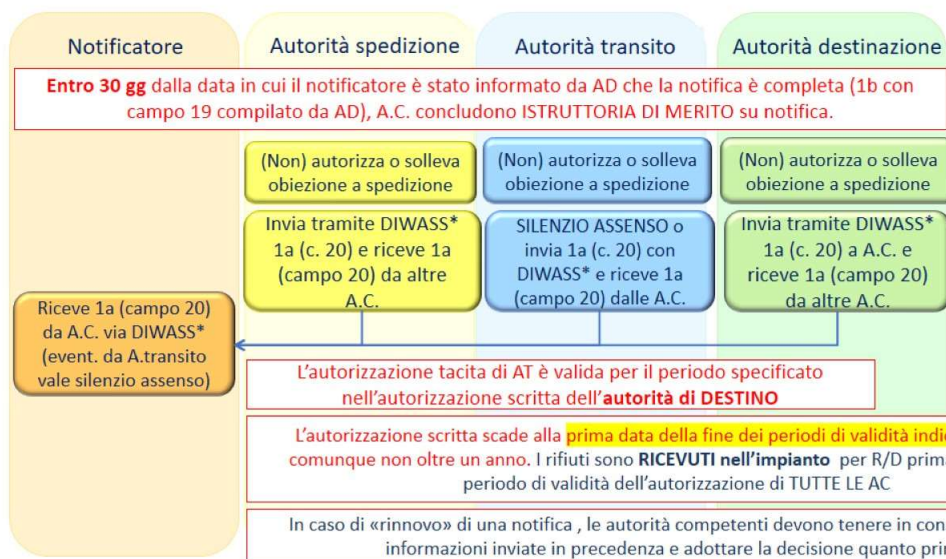 Notificatore
Autorità spedizione
Autorità transito
Autorità destinazione
Entro 30 gg dalla data in cui il notificatore è stato informato da AD che la notifica è completa (1b con
campo 19 compilato da AD), A.C. concludono ISTRUTTORIA DI MERITO su notifica.
(Non) autorizza o solleva
obiezione a spedizione
(Non) autorizza o solleva
obiezione a spedizione
(Non) autorizza o solleva
obiezione a spedizione
Invia tramite DIWASS*
1a (c. 20) e riceve 1a
(campo 20) da altre
A.C.
SILENZIO ASSENSO o
invia 1a (c. 20) con
DIWASS* e riceve 1a
(campo 20) dalle A.C.
Invia tramite DIWASS*
1a (c. 20) a A.C. e
riceve 1a (campo 20)
da altre A.C.
Riceve 1a (campo 20)
da A.C. via DIWASS*
(event. da A.transito
vale silenzio assenso)
L'autorizzazione tacita di AT è valida per il periodo specificato
nell'autorizzazione scritta dell'autorità di DESTINO
L'autorizzazione scritta scade alla prima data della fine dei periodi di validità indi
comunque non oltre un anno. I rifiuti sono RICEVUTI nell'impianto per R/D prima
periodo di validità dell'autorizzazione di TUTTE LE AC
In caso di «rinnovo» di una notifica , le autorità competenti devono tenere in con
informazioni inviate in precedenza e adottare la decisione quanto pri